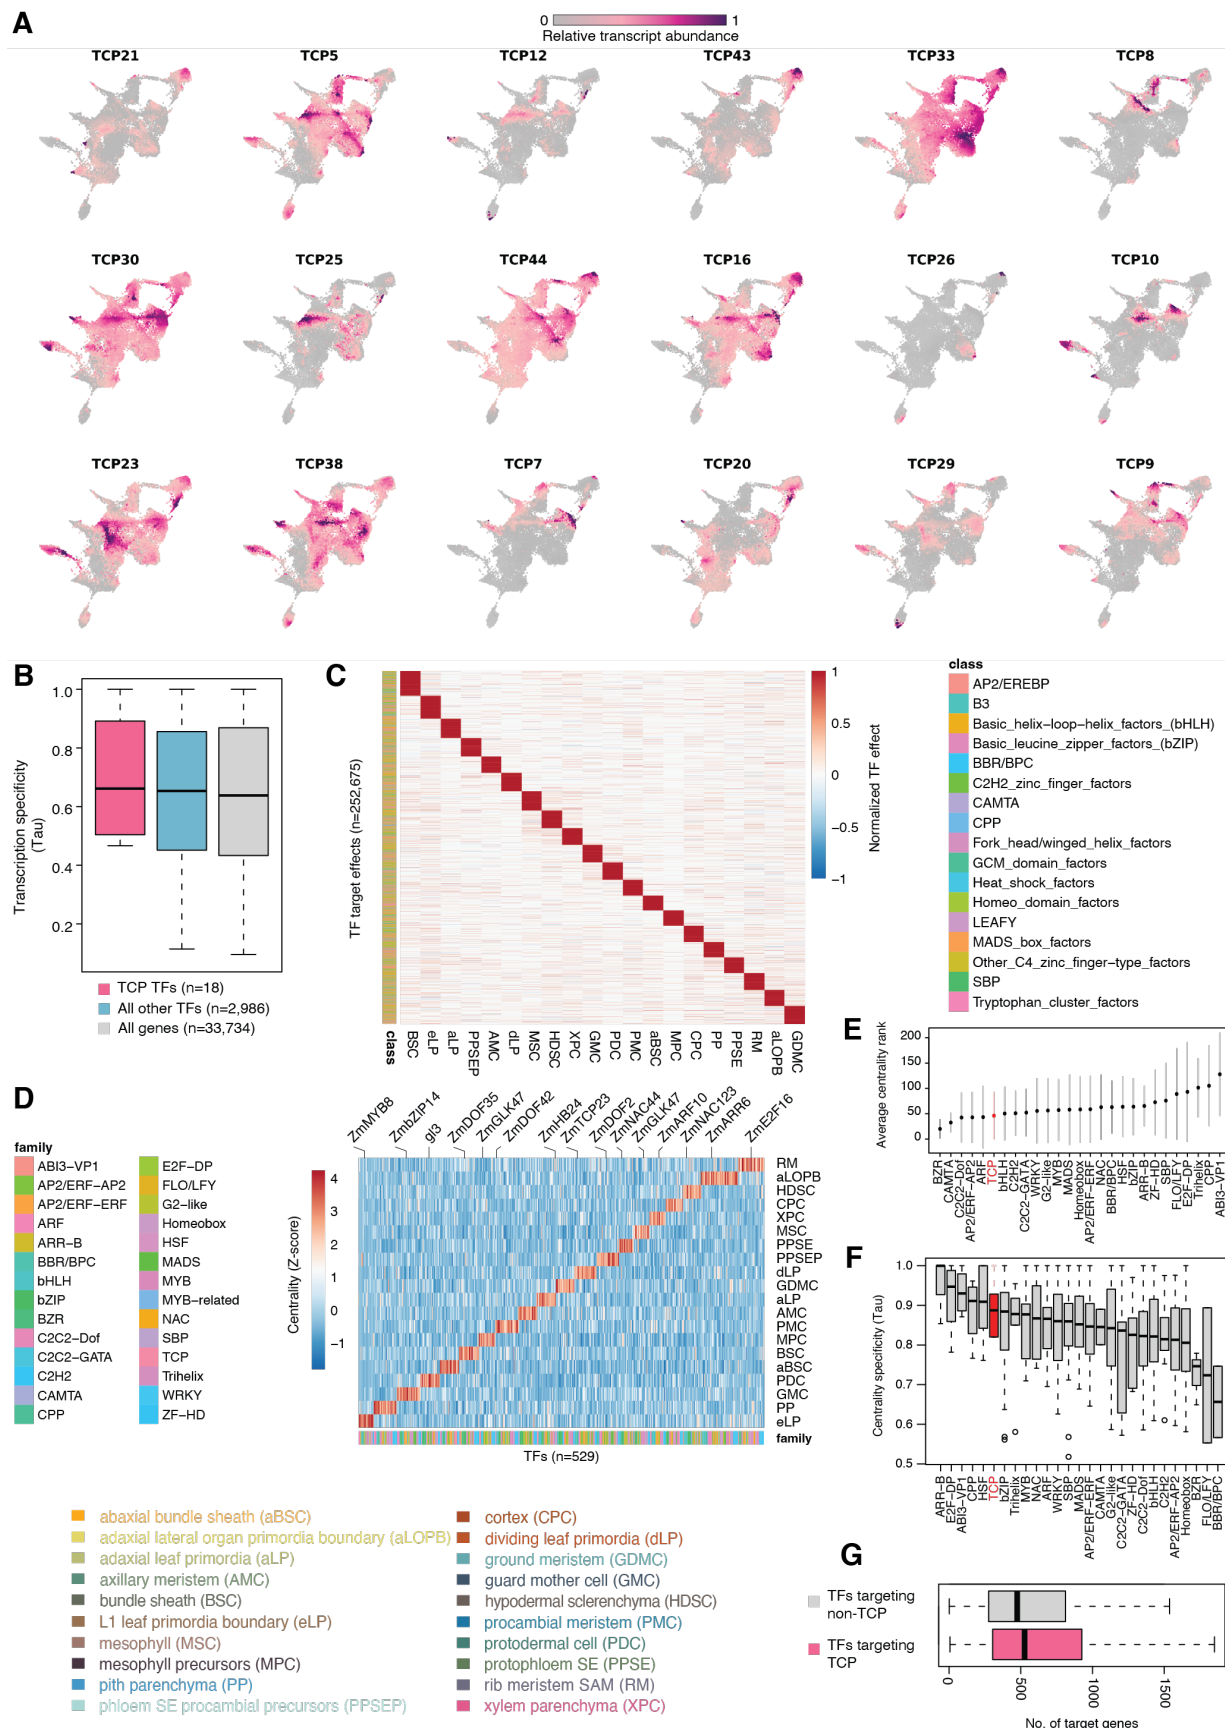 A
0
1
Relative transcript abundance
TCP21
TCP5
TCP12
TCP43
TCP33
TCP8
TCP30
TCP25
TCP44
TCP16
TCP26
TCP10
TCP23
TCP38
TCP7
TCP20
TCP29
TCP9
B
Transcription specificity
(Tau)
1.0
0.8
0.6
0.4
0.2
TCP TFs (n=18)
All other TFs (n=2,986)
All genes (n=33,734)
C
TF target effects (n=252,675)
class
BSC
eLP
aLP
PPSEP
AMC
dLP
MSC
HDSC
XPC
GMC
PDC
PMC
aBSC
MPC
CPC
PP
PPSE
RM
aLOPB
GDMC
1
0.5
0
−0.5
−1
Normalized TF effect
class
AP2/EREBP
B3
Basic_helix−loop−helix_factors_(bHLH)
Basic_leucine_zipper_factors_(bZIP)
BBR/BPC
C2H2_zinc_finger_factors
CAMTA
CPP
Fork_head/winged_helix_factors
GCM_domain_factors
Heat_shock_factors
Homeo_domain_factors
LEAFY
MADS_box_factors
Other_C4_zinc_finger−type_factors
SBP
Tryptophan_cluster_factors
D
family
ABI3−VP1
AP2/ERF−AP2
AP2/ERF−ERF
ARF
ARR−B
BBR/BPC
bHLH
bZIP
BZR
C2C2−Dof
C2C2−GATA
C2H2
CAMTA
CPP
E2F−DP
FLO/LFY
G2−like
Homeobox
HSF
MADS
MYB
MYB−related
NAC
SBP
TCP
Trihelix
WRKY
ZF−HD
Centrality (Z−score)
4
3
2
1
0
−1
ZmMYB8
ZmbZIP14
gl3
ZmDOF35
ZmGLK47
ZmDOF42
ZmHB24
ZmTCP23
ZmDOF2
ZmNAC44
ZmGLK47
ZmARF10
ZmNAC123
ZmARR6
ZmE2F16
RM
aLOPB
HDSC
CPC
XPC
MSC
PPSE
PPSEP
dLP
GDMC
aLP
AMC
PMC
MPC
BSC
aBSC
PDC
GMC
PP
eLP
family
TFs (n=529)
E
Average centrality rank
200
150
100
50
0
BZR
CAMTA
C2C2−Dof
AP2/ERF−AP2
ARF
TCP
bHLH
C2H2
C2C2−GATA
WRKY
G2−like
MYB
MADS
Homeobox
AP2/ERF−ERF
NAC
BBR/BPC
HSF
bZIP
ARR−B
ZF−HD
SBP
FLO/LFY
E2F−DP
Trihelix
CPP
ABI3−VP1
F
Centrality specificity (Tau)
1.0
0.9
0.8
0.7
0.6
0.5
ARR−B
E2F−DP
ABI3−VP1
CPP
HSF
TCP
bZIP
Trihelix
MYB
NAC
ARF
WRKY
SBP
MADS
AP2/ERF−ERF
CAMTA
G2−like
C2C2−GATA
ZF−HD
C2C2−Dof
bHLH
C2H2
AP2/ERF−AP2
Homeobox
BZR
FLO/LFY
BBR/BPC
G
TFs targeting
non−TCP
TFs targeting
TCP
0
500
1000
1500
No. of target genes
abaxial bundle sheath (aBSC)
adaxial lateral organ primordia boundary (aLOPB)
adaxial leaf primordia (aLP)
axillary meristem (AMC)
bundle sheath (BSC)
L1 leaf primordia boundary (eLP)
mesophyll (MSC)
mesophyll precursors (MPC)
pith parenchyma (PP)
phloem SE procambial precursors (PPSEP)
cortex (CPC)
dividing leaf primordia (dLP)
ground meristem (GDMC)
guard mother cell (GMC)
hypodermal sclerenchyma (HDSC)
procambial meristem (PMC)
protodermal cell (PDC)
protophloem SE (PPSE)
rib meristem SAM (RM)
xylem parenchyma (XPC)